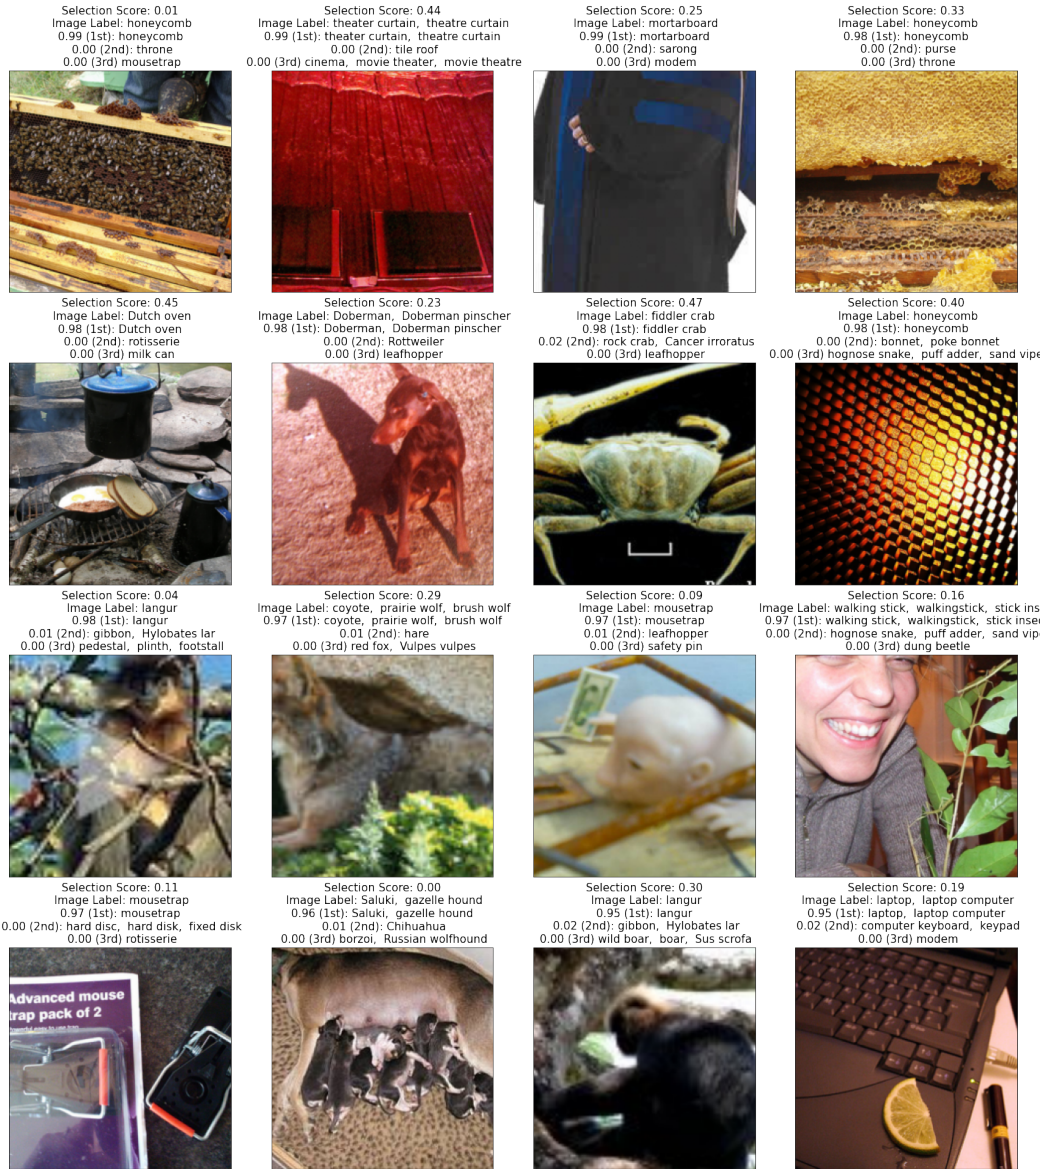 Selection Score: 0.01
Image Label: honeycomb
0.99 (1st): honeycomb
0.00 (2nd): throne
0.00 (3rd) mousetrap
Selection Score: 0.44
Image Label: theater curtain,  theatre curtain
0.99 (1st): theater curtain,  theatre curtain
0.00 (2nd): tile roof
0.00 (3rd) cinema,  movie theater,  movie theatre
Selection Score: 0.25
Image Label: mortarboard
0.99 (1st): mortarboard
0.00 (2nd): sarong
0.00 (3rd) modem
Selection Score: 0.33
Image Label: honeycomb
0.98 (1st): honeycomb
0.00 (2nd): purse
0.00 (3rd) throne
Selection Score: 0.45
Image Label: Dutch oven
0.98 (1st): Dutch oven
0.00 (2nd): rotisserie
0.00 (3rd) milk can
Selection Score: 0.23
Image Label: Doberman,  Doberman pinscher
0.98 (1st): Doberman,  Doberman pinscher
0.00 (2nd): Rottweiler
0.00 (3rd) leafhopper
Selection Score: 0.47
Image Label: fiddler crab
0.98 (1st): fiddler crab
0.02 (2nd): rock crab,  Cancer irroratus
0.00 (3rd) leafhopper
Selection Score: 0.40
Image Label: honeycomb
0.98 (1st): honeycomb
0.00 (2nd): bonnet,  poke bonnet
0.00 (3rd) hognose snake,  puff adder,  sand vipe
Selection Score: 0.04
Image Label: langur
0.98 (1st): langur
0.01 (2nd): gibbon,  Hylobates lar
0.00 (3rd) pedestal,  plinth,  footstall
Selection Score: 0.29
Image Label: coyote,  prairie wolf,  brush wolf
0.97 (1st): coyote,  prairie wolf,  brush wolf
0.01 (2nd): hare
0.00 (3rd) red fox,  Vulpes vulpes
Selection Score: 0.09
Image Label: mousetrap
0.97 (1st): mousetrap
0.01 (2nd): leafhopper
0.00 (3rd) safety pin
Selection Score: 0.16
Image Label: walking stick,  walkingstick,  stick ins
0.97 (1st): walking stick,  walkingstick,  stick inse
0.00 (2nd): hognose snake,  puff adder,  sand vip
0.00 (3rd) dung beetle
Selection Score: 0.11
Image Label: mousetrap
0.97 (1st): mousetrap
0.00 (2nd): hard disc,  hard disk,  fixed disk
0.00 (3rd) rotisserie
Advanced mouse
trap pack of 2
Selection Score: 0.00
Image Label: Saluki,  gazelle hound
0.96 (1st): Saluki,  gazelle hound
0.01 (2nd): Chihuahua
0.00 (3rd) borzoi,  Russian wolfhound
Selection Score: 0.30
Image Label: langur
0.95 (1st): langur
0.02 (2nd): gibbon,  Hylobates lar
0.00 (3rd) wild boar,  boar,  Sus scrofa
Selection Score: 0.19
Image Label: laptop,  laptop computer
0.95 (1st): laptop,  laptop computer
0.02 (2nd): computer keyboard,  keypad
0.00 (3rd) modem